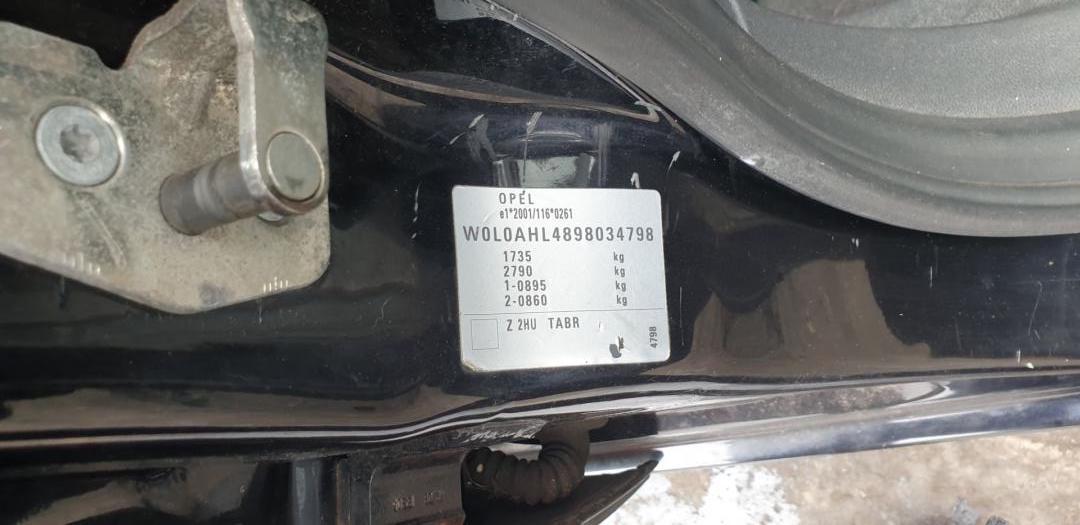 OPEL
e1*2001/116*0261
W0L0AHL4898034798
1735 kg
2790 kg
1-0895 kg
2-0860 kg
Z 2HU TABR
4798